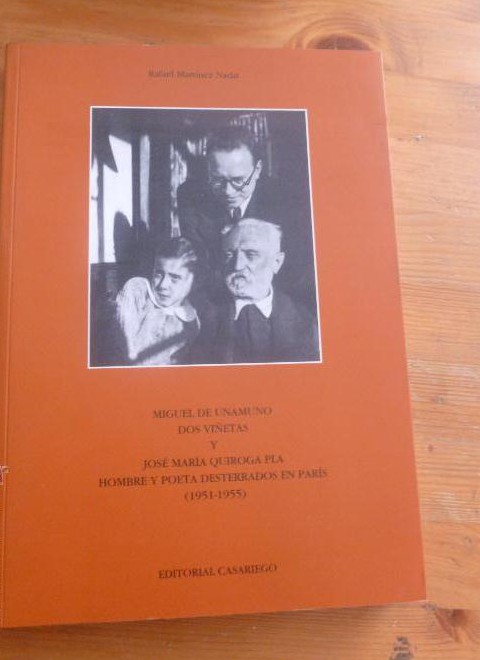 Rafael Martínez Nadal
MIGUEL DE UNAMUNO
DOS VIÑETAS
Y
JOSÉ MARÍA QUIROGA PLA
HOMBRE Y POETA DESTERRADOS EN PARÍS
(1951-1955)
EDITORIAL CASARIEGO